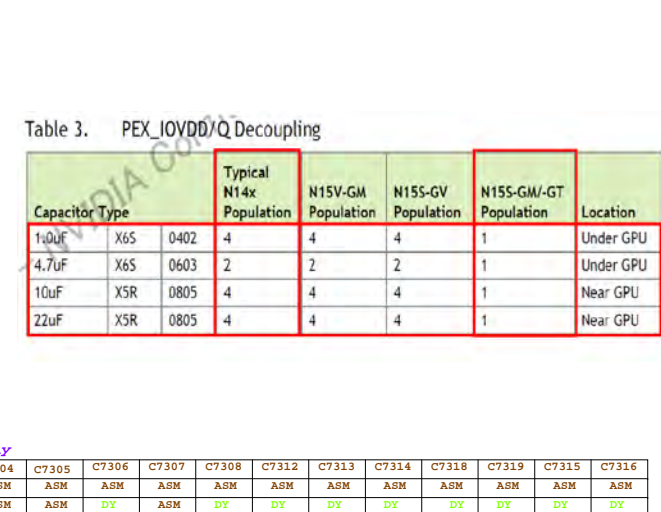 Table 3. PEX_IOVDD/Q Decoupling
NVIDIA
Capacitor Type Typical N14x Population N15V-GM Population N15S-GV Population N15S-GM/-GT Population Location
1.0uF X6S 0402 4 4 4 1 Under GPU
4.7uF X6S 0603 2 2 2 1 Under GPU
10uF X5R 0805 4 4 4 1 Near GPU
22uF X5R 0805 4 4 4 1 Near GPU
04 C7305 C7306 C7307 C7308 C7312 C7313 C7314 C7318 C7319 C7315 C7316
SM ASM ASM ASM ASM ASM ASM ASM ASM ASM ASM ASM
SM ASM DY ASM DY DY DY DY DY DY DY DY